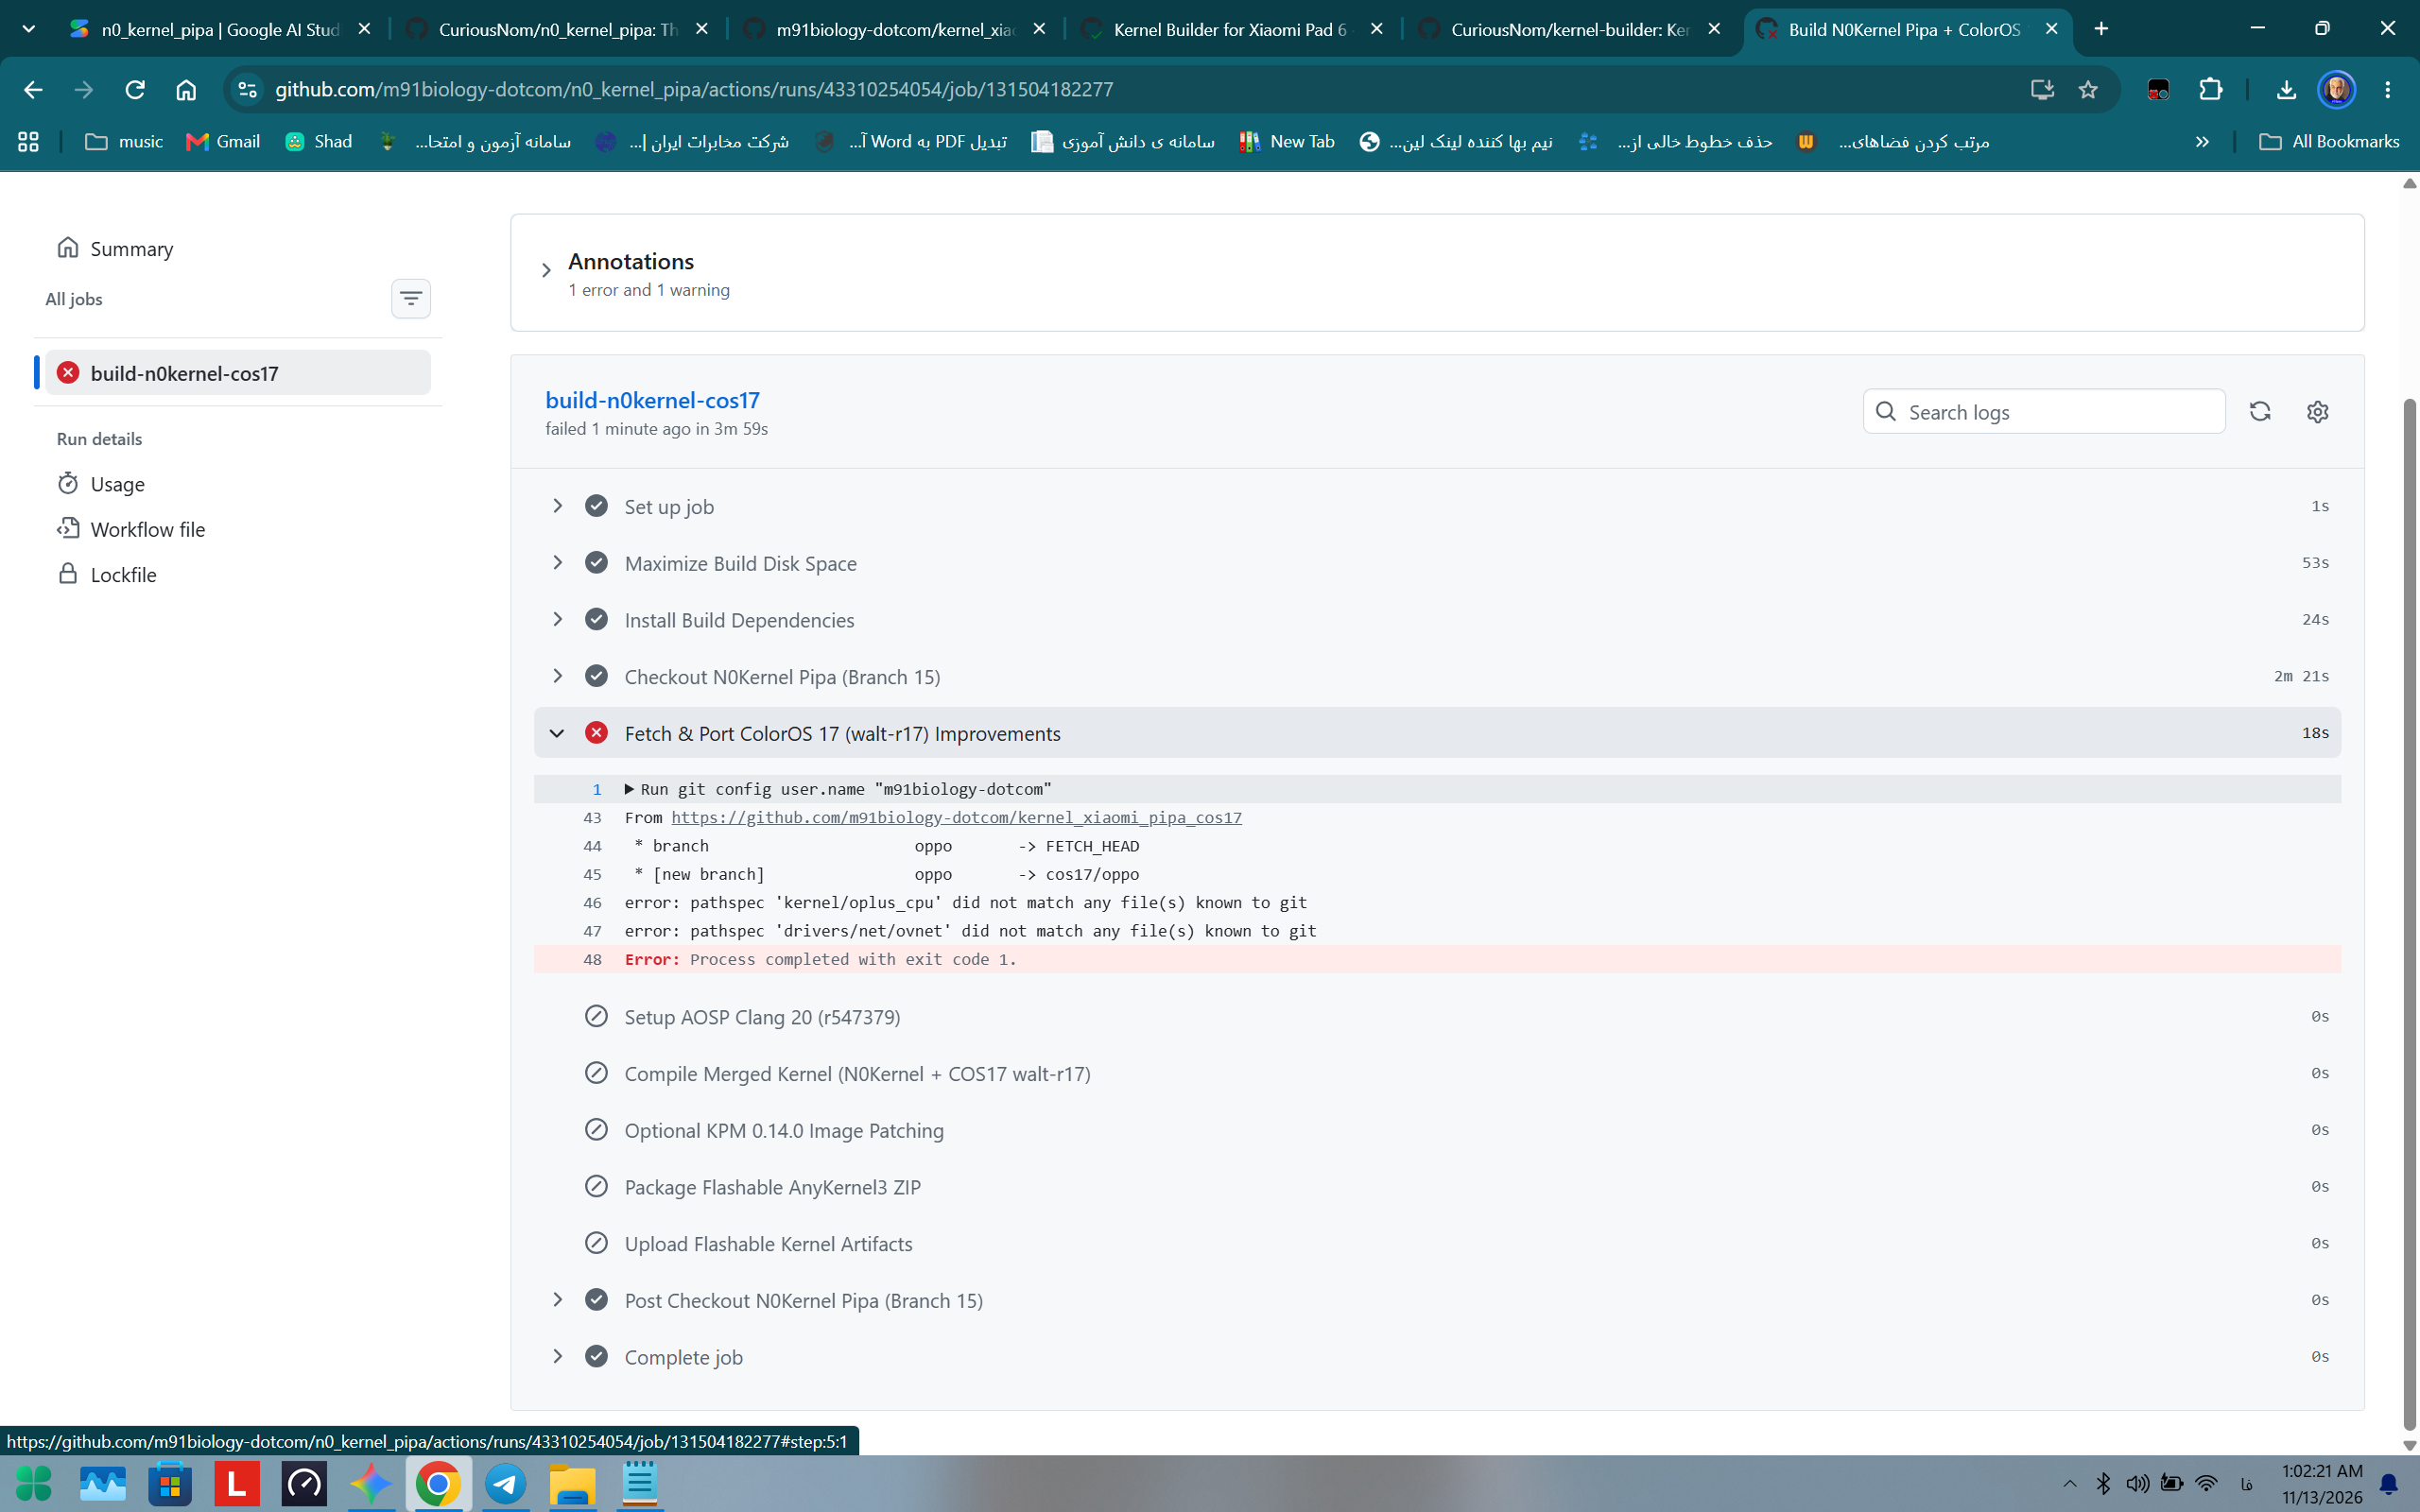 n0_kernel_pipa | Google AI Stud
CuriousNom/n0_kernel_pipa: Th
m91biology-dotcom/kernel_xiao
Kernel Builder for Xiaomi Pad 6
CuriousNom/kernel-builder: Ker
Build N0Kernel Pipa + ColorOS
github.com/m91biology-dotcom/n0_kernel_pipa/actions/runs/43310254054/job/131504182277
music
Gmail
Shad
سامانه آزمون و امتحا...
شرکت مخابرات ایران |...
تبدیل PDF به Word آ...
سامانه ی دانش آموزی
New Tab
نیم بها کننده لینک لین...
حذف خطوط خالی از...
مرتب کردن فضاهای...
All Bookmarks
Summary
All jobs
build-n0kernel-cos17
Run details
Usage
Workflow file
Lockfile
Annotations
1 error and 1 warning
build-n0kernel-cos17
failed 1 minute ago in 3m 59s
Search logs
Set up job 1s
Maximize Build Disk Space 53s
Install Build Dependencies 24s
Checkout N0Kernel Pipa (Branch 15) 2m 21s
Fetch & Port ColorOS 17 (walt-r17) Improvements 18s
1 Run git config user.name "m91biology-dotcom"
43 From https://github.com/m91biology-dotcom/kernel_xiaomi_pipa_cos17
44 * branch oppo -> FETCH_HEAD
45 * [new branch] oppo -> cos17/oppo
46 error: pathspec 'kernel/oplus_cpu' did not match any file(s) known to git
47 error: pathspec 'drivers/net/ovnet' did not match any file(s) known to git
48 Error: Process completed with exit code 1.
Setup AOSP Clang 20 (r547379) 0s
Compile Merged Kernel (N0Kernel + COS17 walt-r17) 0s
Optional KPM 0.14.0 Image Patching 0s
Package Flashable AnyKernel3 ZIP 0s
Upload Flashable Kernel Artifacts 0s
Post Checkout N0Kernel Pipa (Branch 15) 0s
Complete job 0s
https://github.com/m91biology-dotcom/n0_kernel_pipa/actions/runs/43310254054/job/131504182277#step:5:1
L
فا
1:02:21 AM
11/13/2026